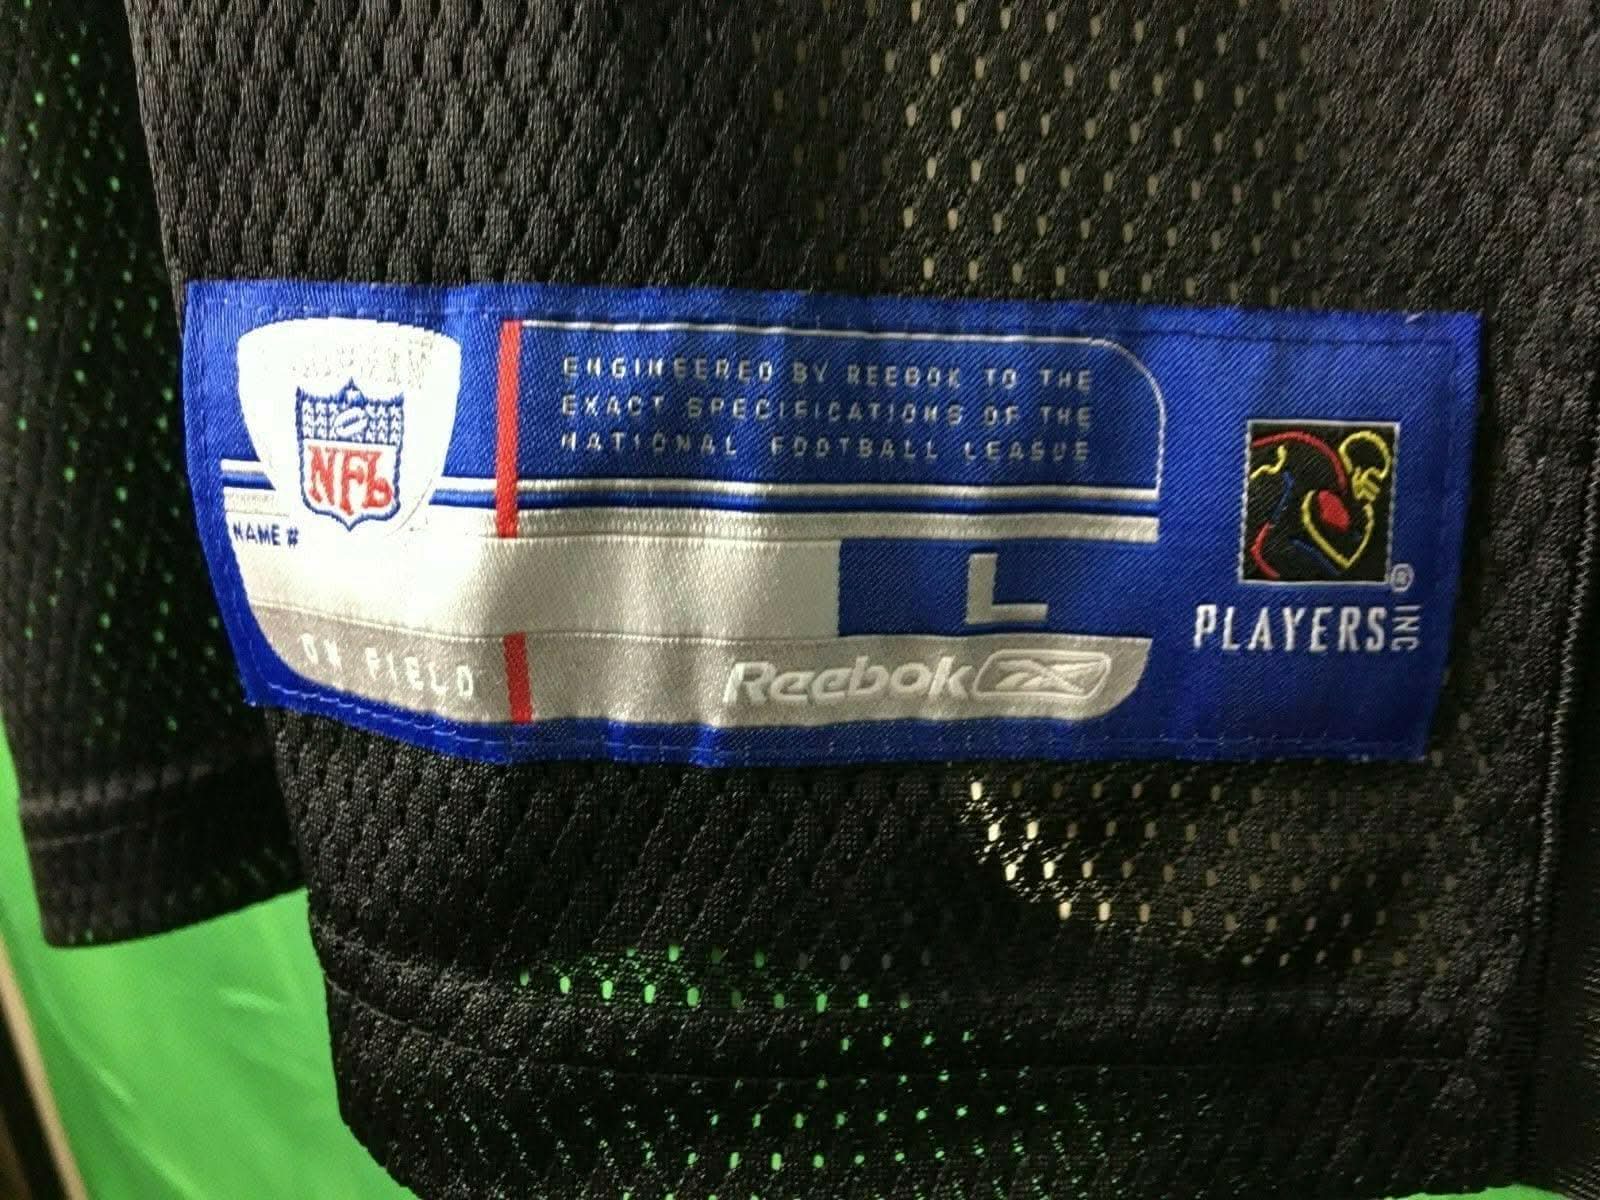 NFL
ENGINEERED BY REEBOK TO THE
EXACT SPECIFICATIONS OF THE
NATIONAL FOOTBALL LEAGUE
NAME #
L
ON FIELD
Reebok
PLAYERS INC
®